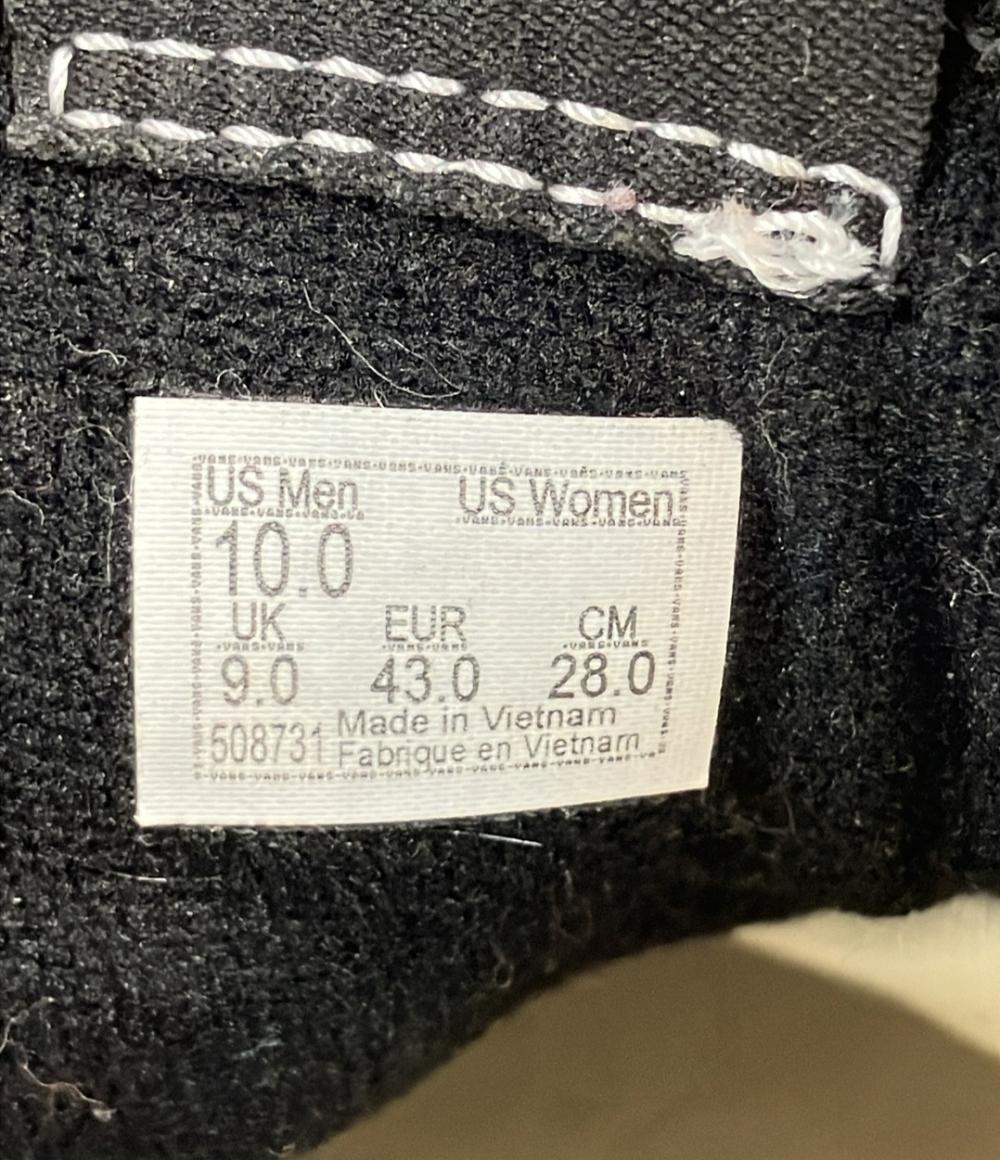 US Men US Women
10.0
UK EUR CM
9.0 43.0 28.0
508731 Made in Vietnam
Fabrique en Vietnam